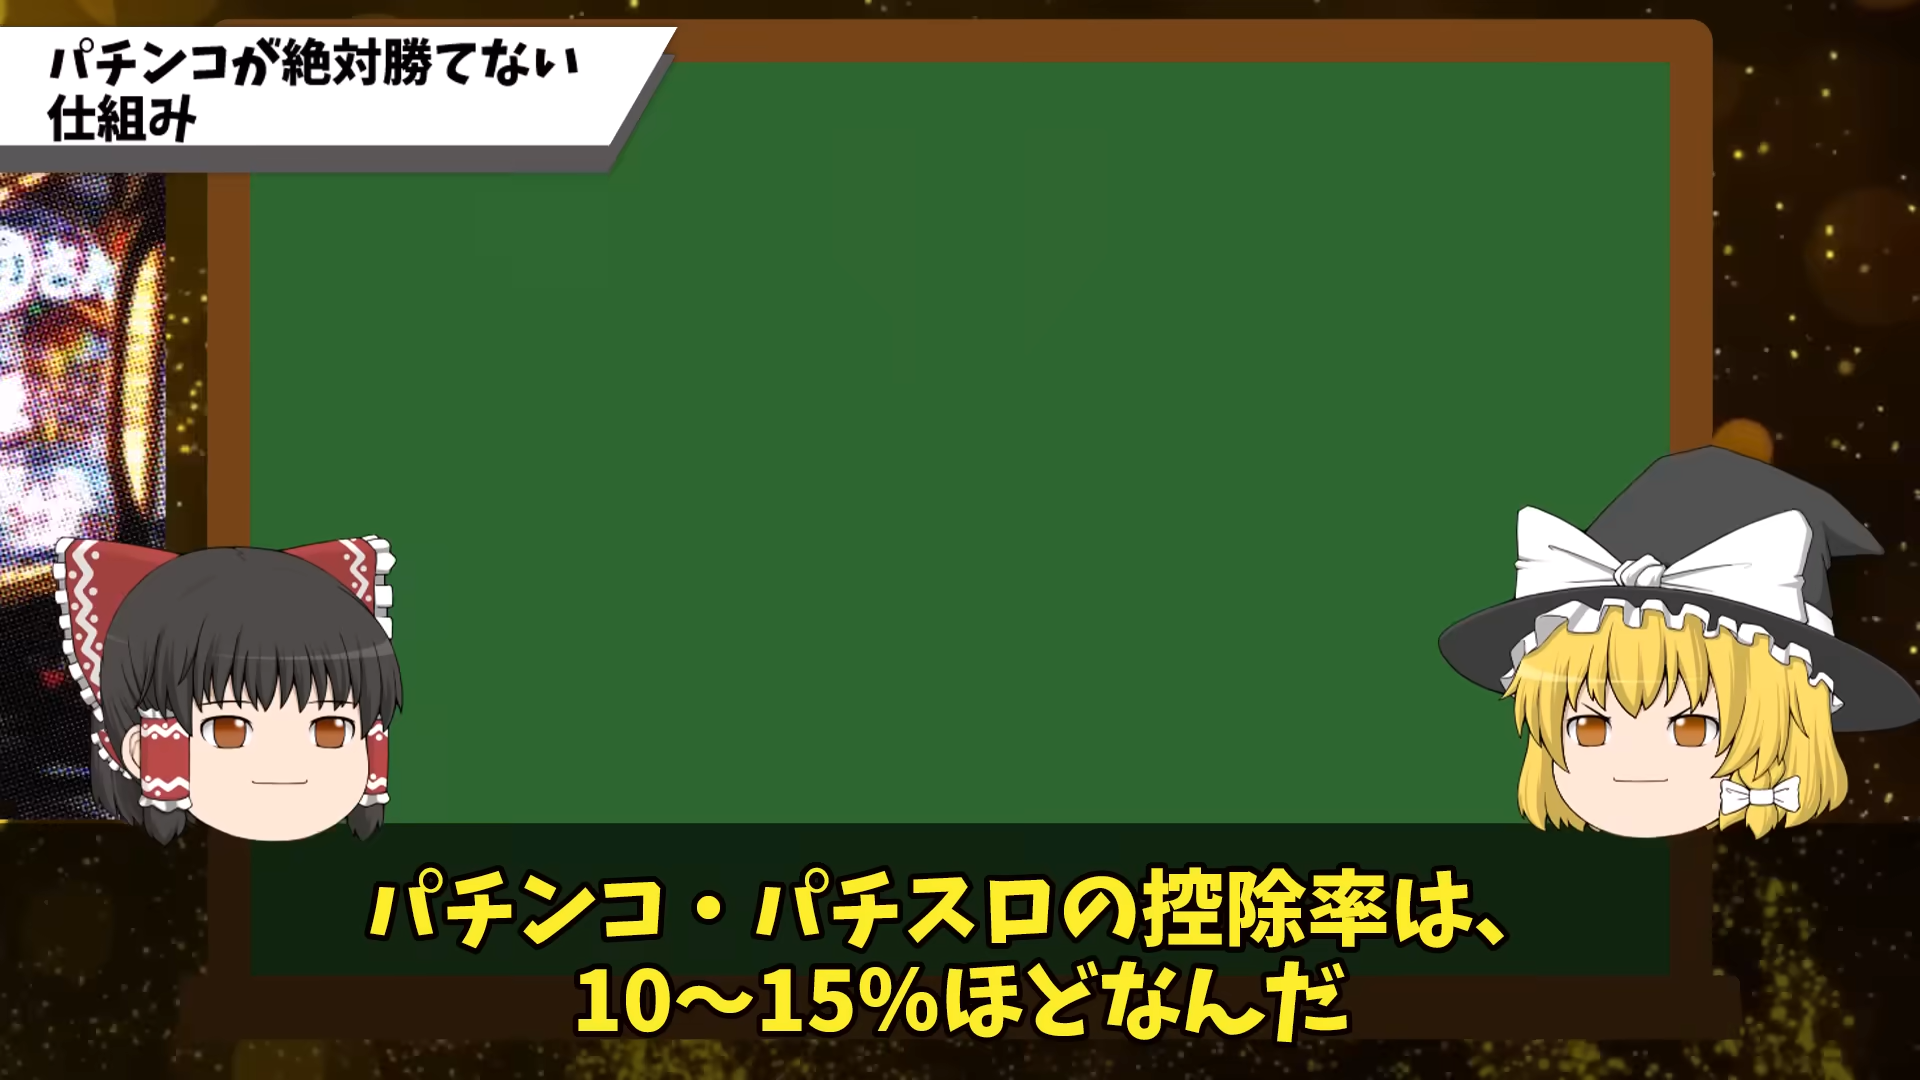 パチンコが絶対勝てない
仕組み
パチンコ・パチスロの控除率は、
10～15%ほどなんだ